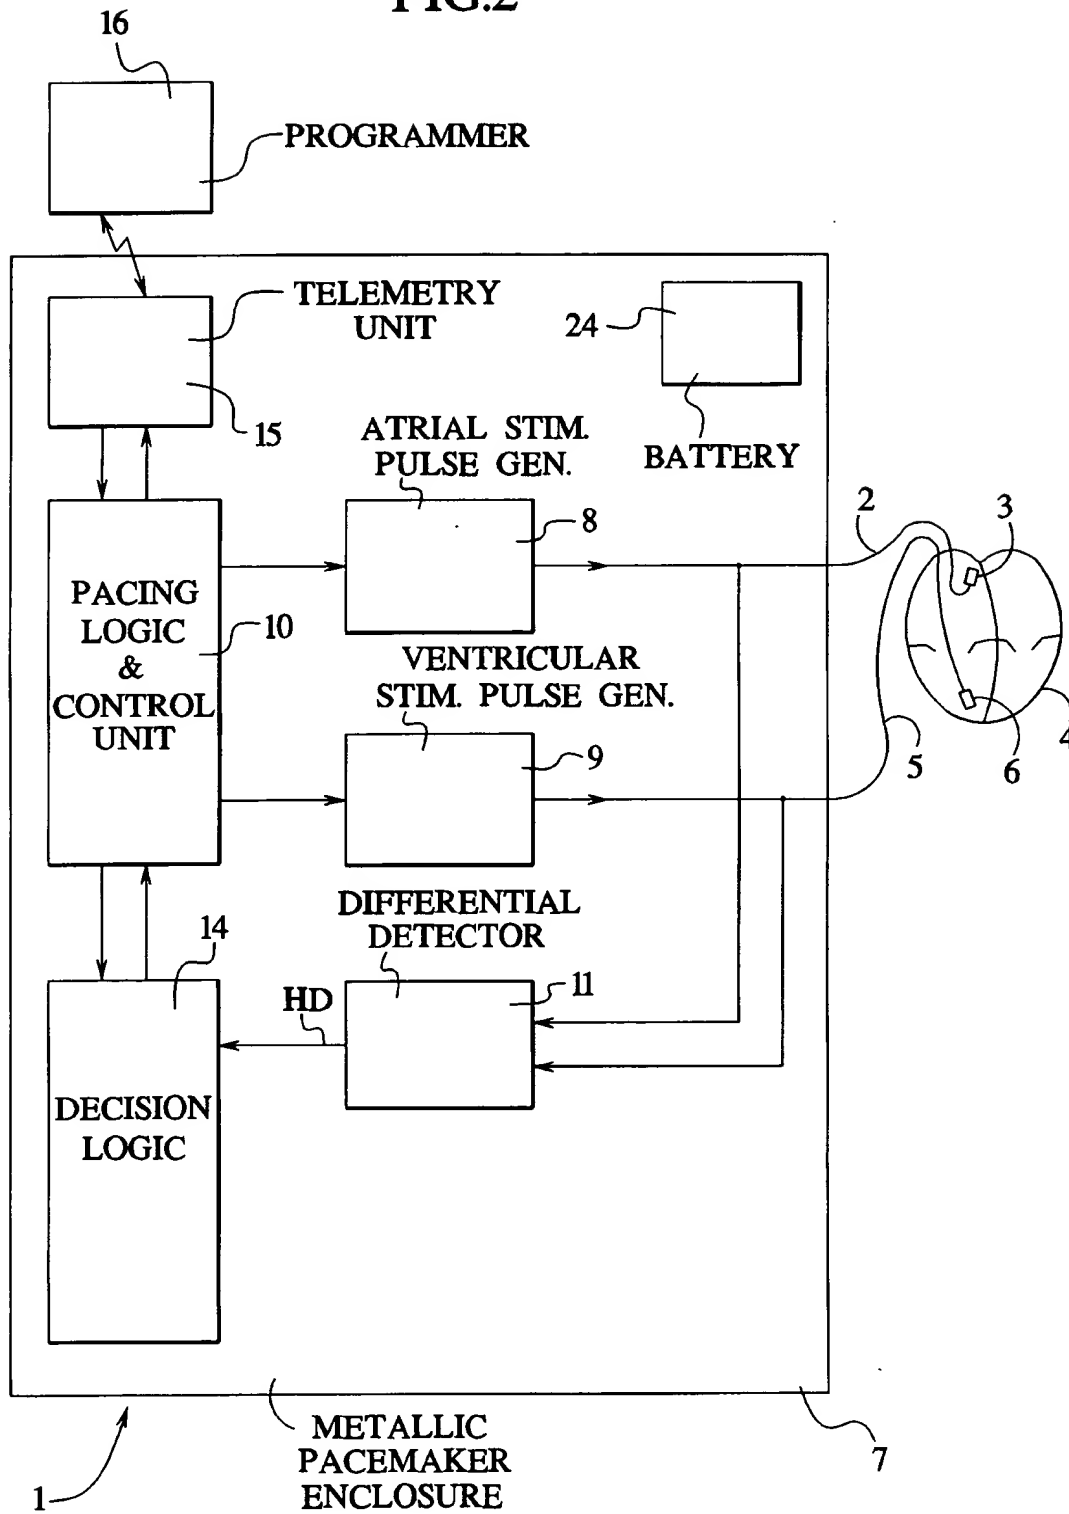 FIG.2
16
PROGRAMMER
TELEMETRY
UNIT
24
15
BATTERY
ATRIAL STIM.
PULSE GEN.
8
2
3
PACING
LOGIC
&
CONTROL
UNIT
10
VENTRICULAR
STIM. PULSE GEN.
9
5
6
4
DIFFERENTIAL
DETECTOR
14
HD
11
DECISION
LOGIC
METALLIC
PACEMAKER
ENCLOSURE
7
1